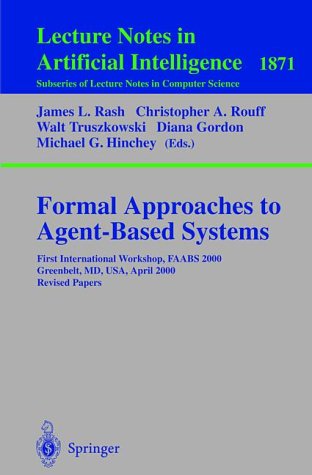 Lecture Notes in
Artificial Intelligence 1871
Subseries of Lecture Notes in Computer Science
James L. Rash Christopher A. Rouff
Walt Truszkowski Diana Gordon
Michael G. Hinchey (Eds.)
Formal Approaches to
Agent-Based Systems
First International Workshop, FAABS 2000
Greenbelt, MD, USA, April 2000
Revised Papers
Springer